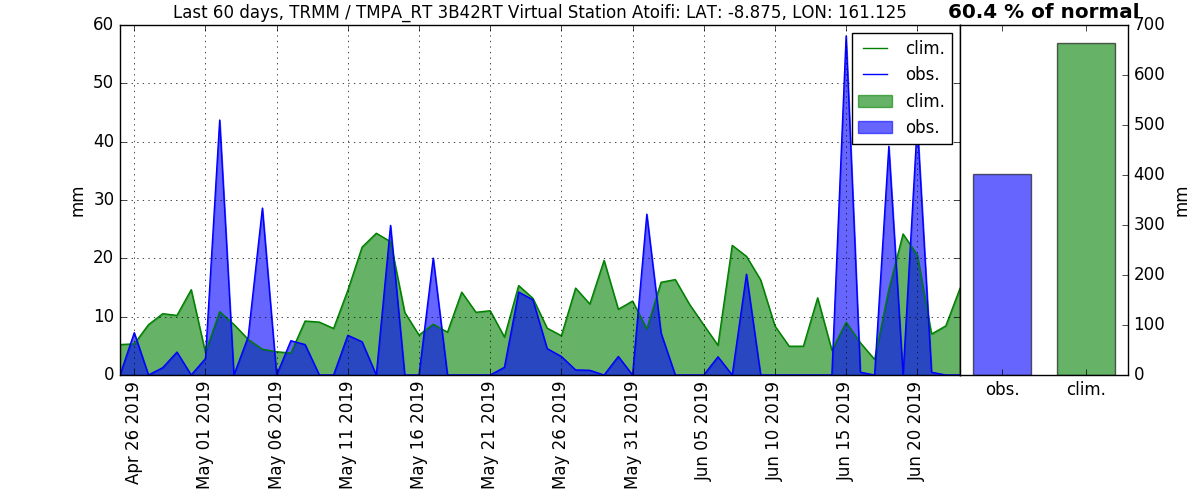 Last 60 days, TRMM / TMPA_RT 3B42RT Virtual Station Atoifi: LAT: -8.875, LON: 161.125
60.4 % of normal
60
50
40
30
20
10
0
mm
clim.
obs.
clim.
obs.
Apr 26 2019
May 01 2019
May 06 2019
May 11 2019
May 16 2019
May 21 2019
May 26 2019
May 31 2019
Jun 05 2019
Jun 10 2019
Jun 15 2019
Jun 20 2019
700
600
500
400
300
200
100
0
mm
obs.
clim.